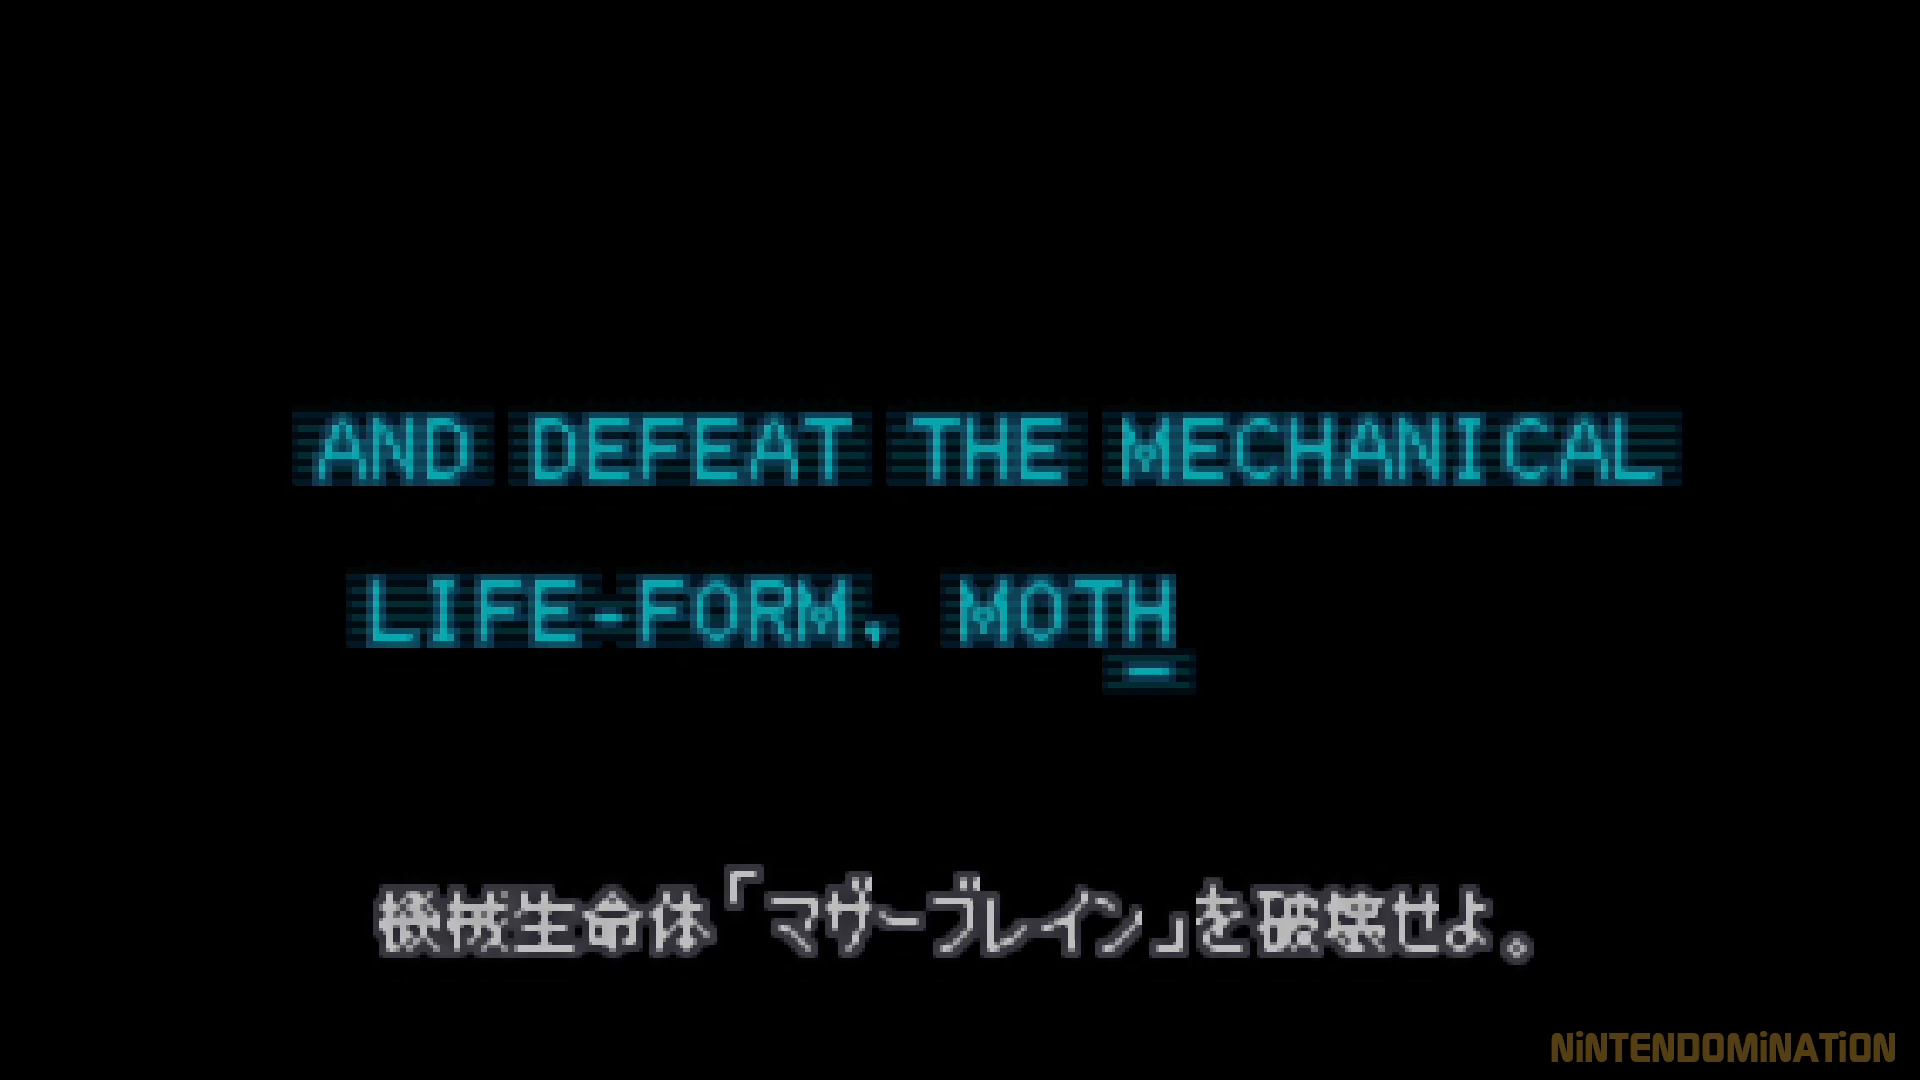 AND DEFEAT THE MECHANICAL
LIFE-FORM, MOTH
機械生命体「マザーブレイン」を破壊せよ。
NiNTENDOMiNATiON